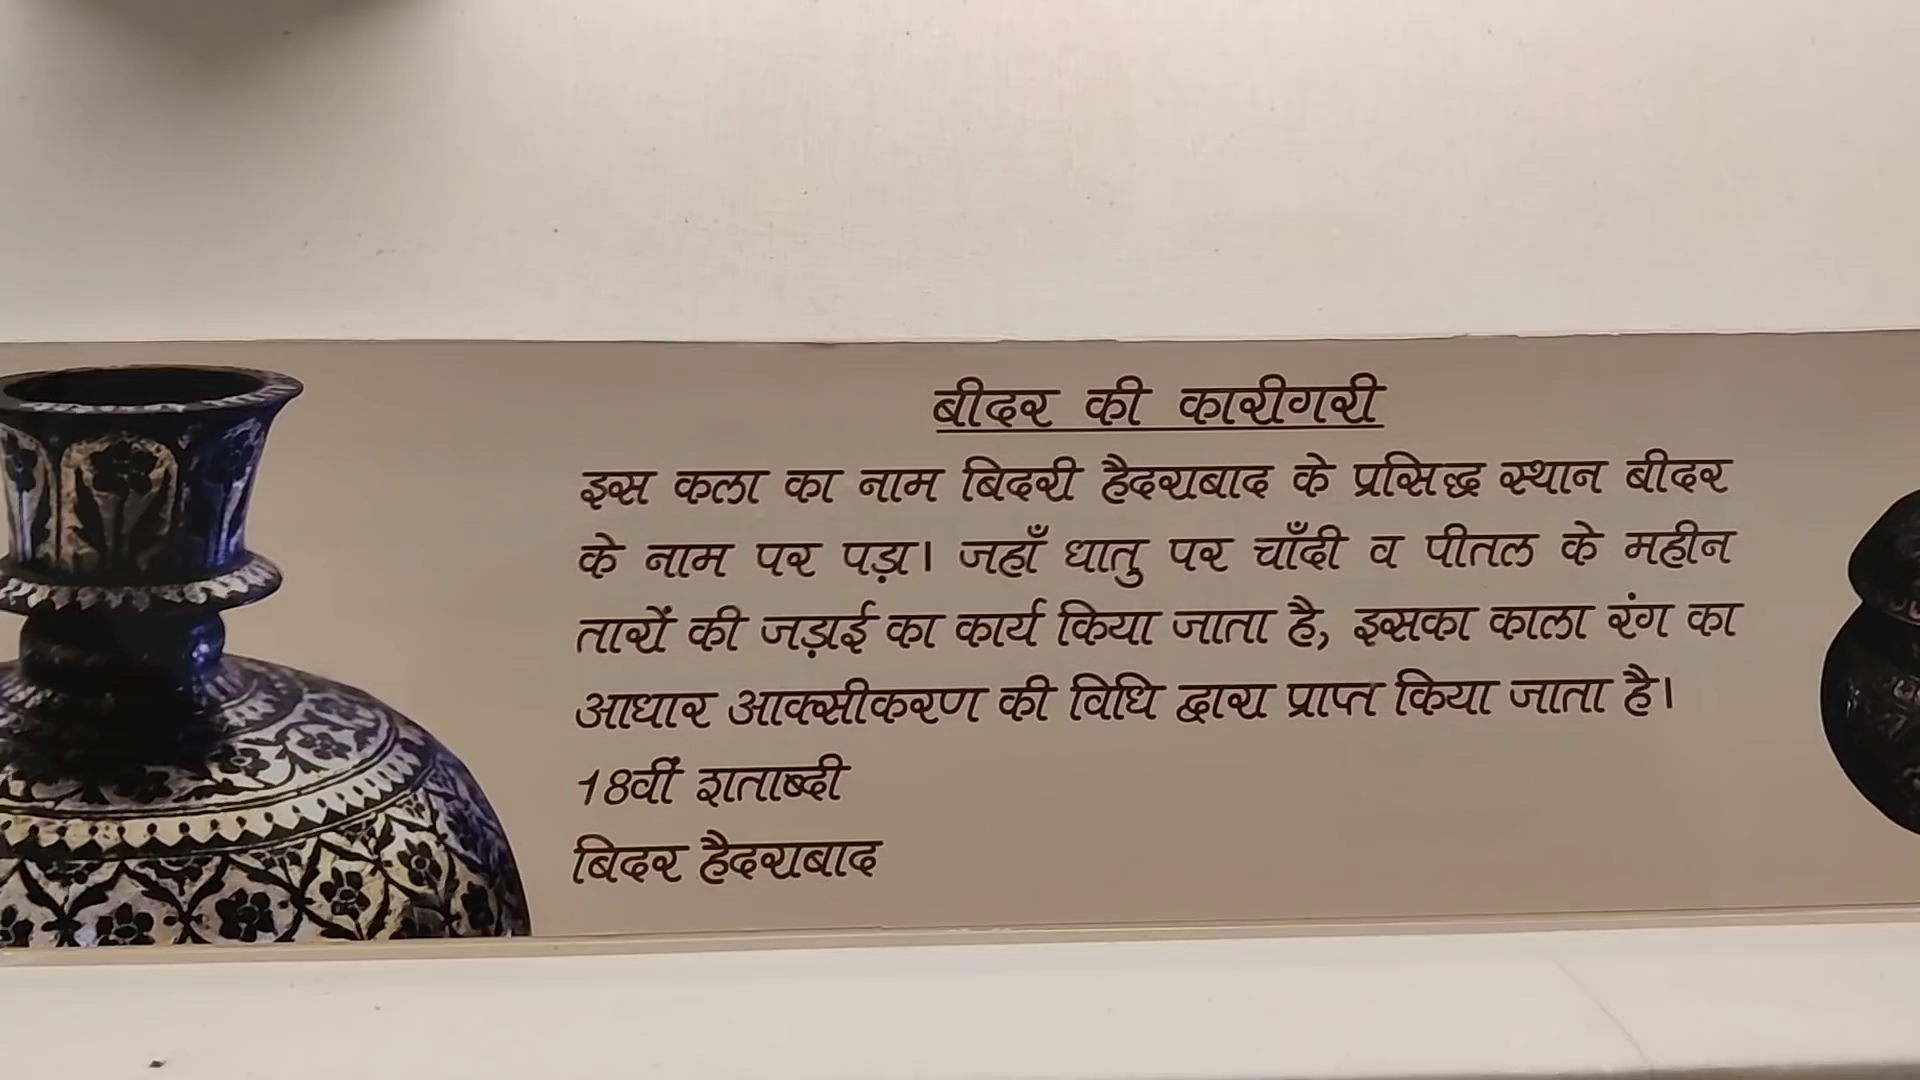 बीदर की कारीगरी
इस कला का नाम बिदरी हैदराबाद के प्रसिद्ध स्थान बीदर
के नाम पर पड़ा। जहाँ धातु पर चाँदी व पीतल के महीन
तारों की जड़ाई का कार्य किया जाता है, इसका काला रंग का
आधार आक्सीकरण की विधि द्वारा प्राप्त किया जाता है।
18वीं शताब्दी
बिदर हैदराबाद